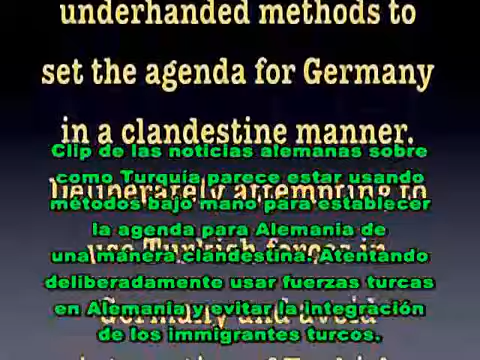 underhanded methods to
set the agenda for Germany
in a clandestine manner.
Clip de las noticias alemanas sobre
como Turquía parece estar usando
Deliberately attempting to
métodos bajo mano para establecer
la agenda para Alemania de
use Turkish forces in
una manera clandestina. Atentando
deliberadamente usar fuerzas turcas
en Alemania y evitar la integración
Germany and avoid
de los immigrantes turcos.